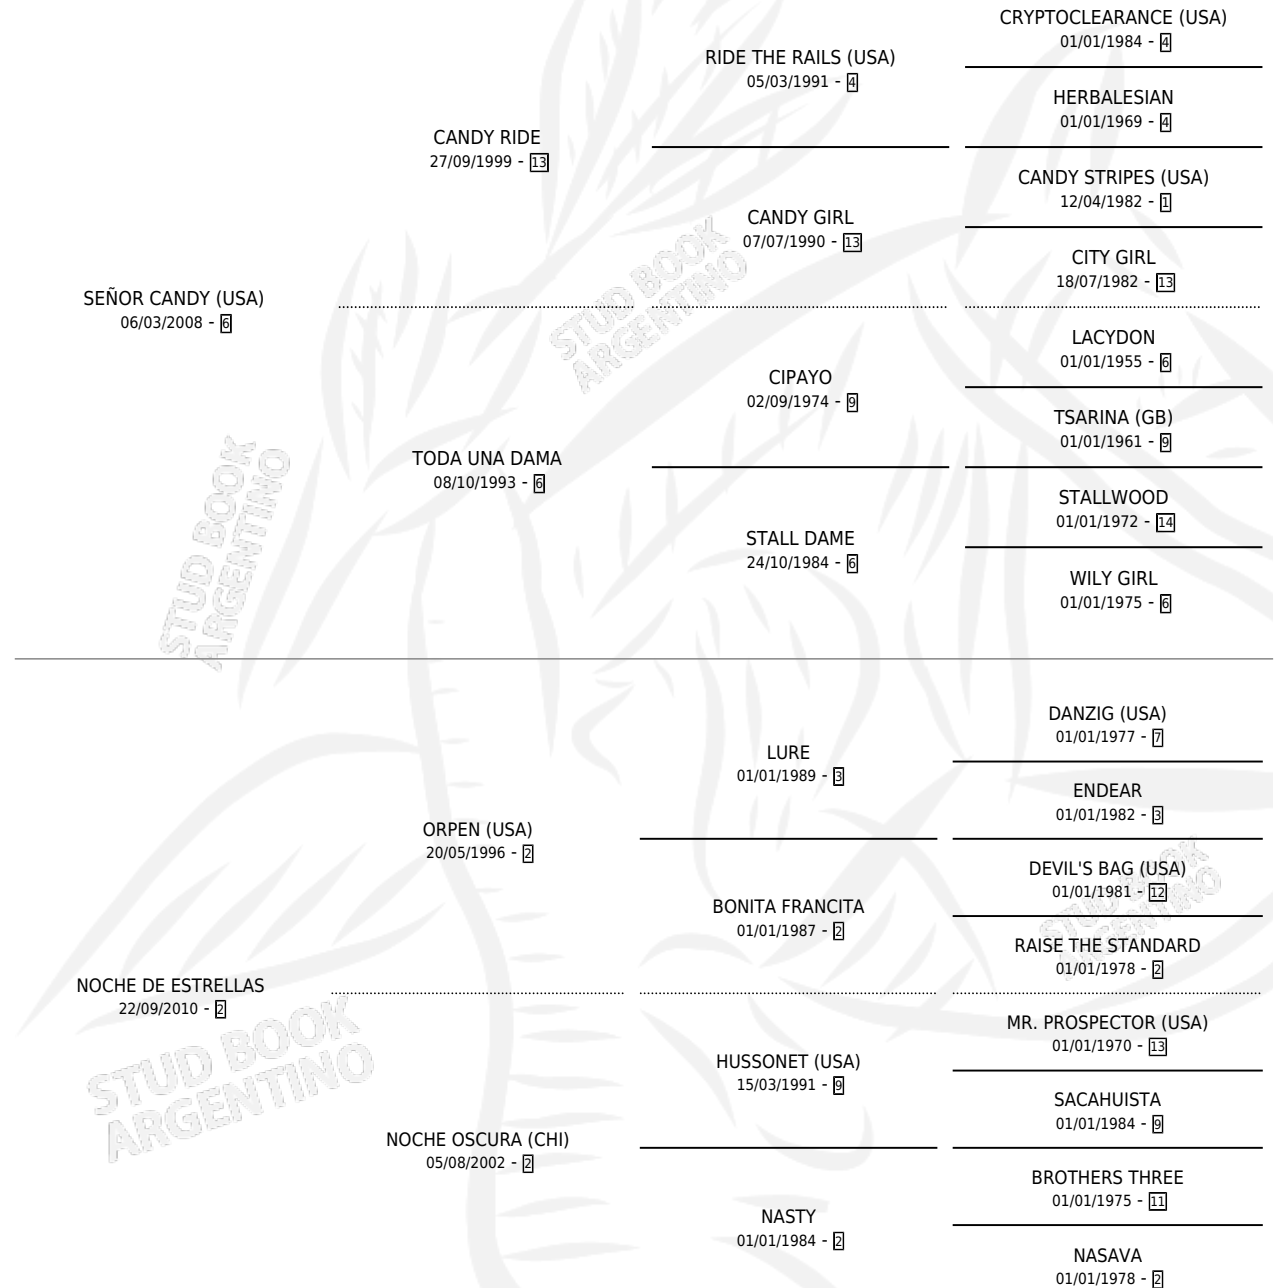 CRYPTOCLEARANCE (USA)
01/01/1984 - 4
RIDE THE RAILS (USA)
05/03/1991 - 4
HERBALESIAN
01/01/1969 - 4
CANDY RIDE
27/09/1999 - 13
CANDY STRIPES (USA)
12/04/1982 - 1
CANDY GIRL
07/07/1990 - 13
CITY GIRL
18/07/1982 - 13
SEÑOR CANDY (USA)
06/03/2008 - 6
LACYDON
01/01/1955 - 6
CIPAYO
02/09/1974 - 9
TSARINA (GB)
01/01/1961 - 9
TODA UNA DAMA
08/10/1993 - 6
STALLWOOD
01/01/1972 - 14
STALL DAME
24/10/1984 - 6
WILY GIRL
01/01/1975 - 6
STUD BOOK
ARGENTINO
STUD BOOK
ARGENTINO
DANZIG (USA)
01/01/1977 - 7
LURE
01/01/1989 - 3
ENDEAR
01/01/1982 - 3
ORPEN (USA)
20/05/1996 - 2
DEVIL'S BAG (USA)
01/01/1981 - 12
BONITA FRANCITA
01/01/1987 - 2
RAISE THE STANDARD
01/01/1978 - 2
NOCHE DE ESTRELLAS
22/09/2010 - 2
MR. PROSPECTOR (USA)
01/01/1970 - 13
HUSSONET (USA)
15/03/1991 - 9
SACAHUISTA
01/01/1984 - 9
NOCHE OSCURA (CHI)
05/08/2002 - 2
BROTHERS THREE
01/01/1975 - 11
NASTY
01/01/1984 - 2
NASAVA
01/01/1978 - 2
STUD BOOK
ARGENTINO
STUD BOOK
ARGENTINO